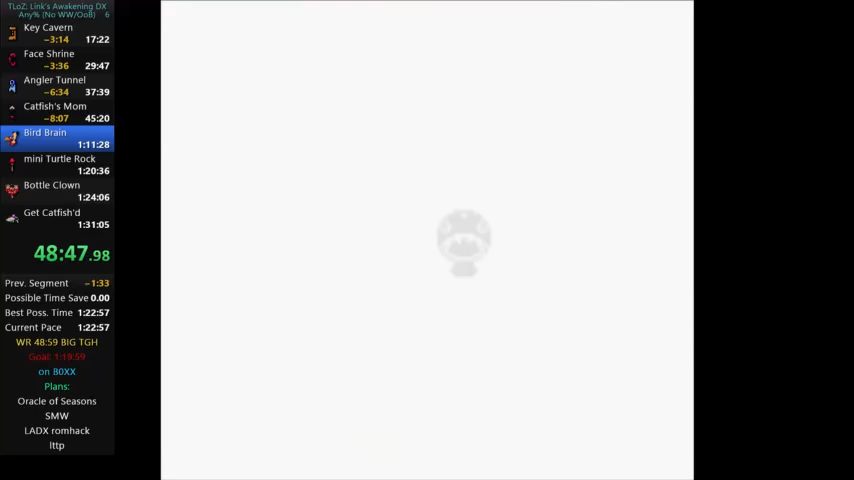 TLoZ: Link's Awakening DX
Any% (No WW/OoB) 6
Key Cavern
−3:14 17:22
Face Shrine
−3:36 29:47
Angler Tunnel
−6:34 37:39
Catfish's Mom
−8:07 45:20
Bird Brain
1:11:28
mini Turtle Rock
1:20:36
Bottle Clown
1:24:06
Get Catfish'd
1:31:05
48:47.98
Prev. Segment −1:33
Possible Time Save 0.00
Best Poss. Time 1:22:57
Current Pace 1:22:57
WR 48:59 BIG TGH
Goal: 1:19:59
on B0XX
Plans:
Oracle of Seasons
SMW
LADX romhack
lttp